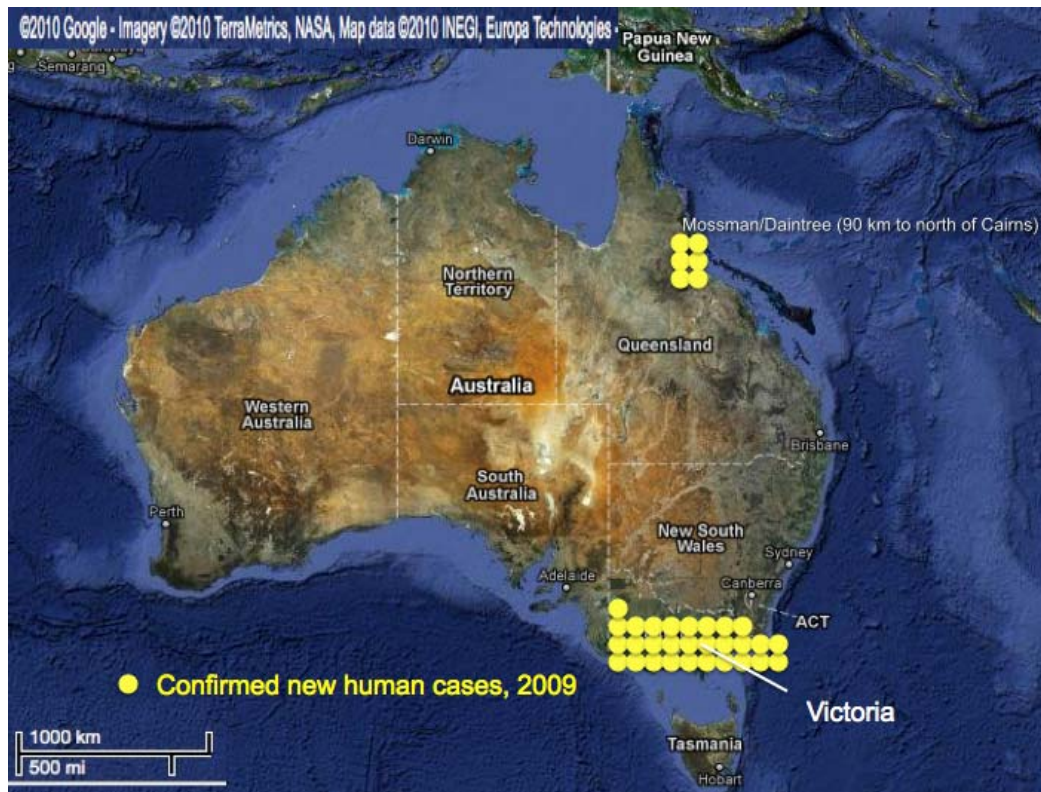 ©2010 Google - Imagery ©2010 TerraMetrics, NASA, Map data ©2010 INEGI, Europa Technologies -
Papua New
Guinea
Semarang
Darwin
Mossman/Daintree (90 km to north of Cairns)
Northern
Territory
Queensland
Australia
Western
Australia
Brisbane
South
Australia
Perth
New South
Wales
Sydney
Adelaide
Canberra
ACT
Confirmed new human cases, 2009
Victoria
1000 km
500 mi
Tasmania
Hobart